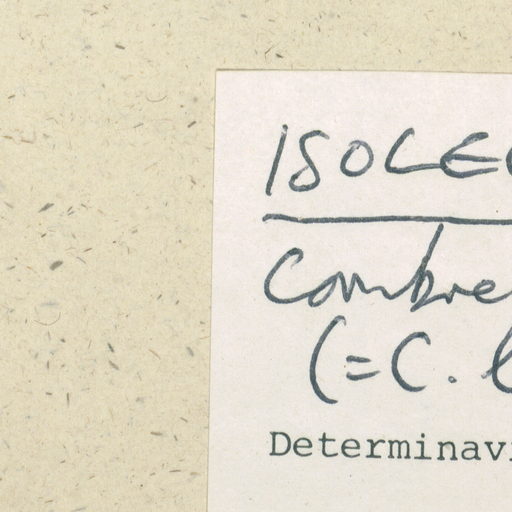 ISOLEC
Combre
(= C. l
Determinavi